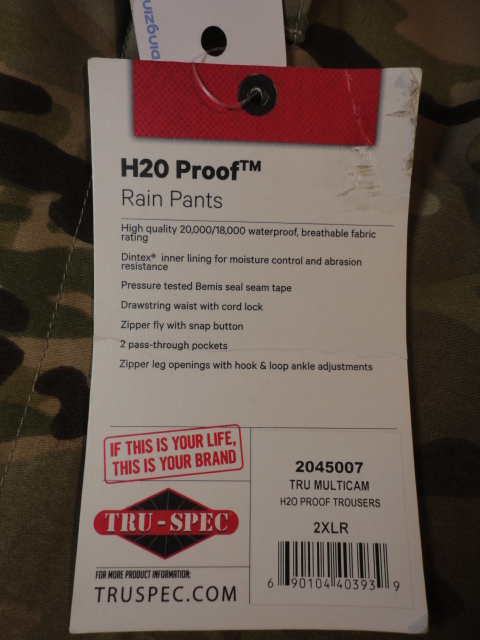 H20 Proof™
Rain Pants
High quality 20,000/18,000 waterproof, breathable fabric
rating
Dintex® inner lining for moisture control and abrasion
resistance
Pressure tested Bemis seal seam tape
Drawstring waist with cord lock
Zipper fly with snap button
2 pass-through pockets
Zipper leg openings with hook & loop ankle adjustments
IF THIS IS YOUR LIFE,
THIS IS YOUR BRAND
TRU-SPEC
FOR MORE PRODUCT INFORMATION:
TRUSPEC.COM
2045007
TRU MULTICAM
H2O PROOF TROUSERS
2XLR
6 90104 40393 9